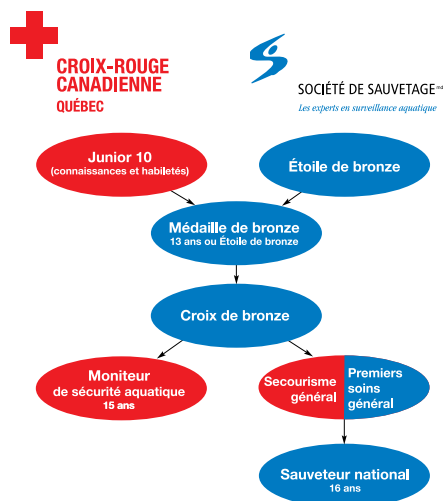 CROIX-ROUGE
CANADIENNE
QUÉBEC
SOCIÉTÉ DE SAUVETAGE md
Les experts en surveillance aquatique
Junior 10
(connaissances et habiletés)
Étoile de bronze
Médaille de bronze
13 ans ou Étoile de bronze
Croix de bronze
Moniteur
de sécurité aquatique
15 ans
Secourisme
général
Premiers
soins
général
Sauveteur national
16 ans